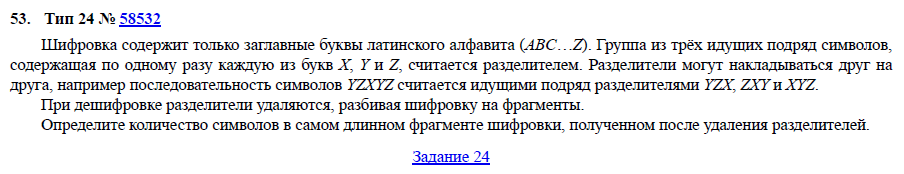 53. Тип 24 № 58532
Шифровка содержит только заглавные буквы латинского алфавита (ABC…Z). Группа из трёх идущих подряд символов,
содержащая по одному разу каждую из букв X, Y и Z, считается разделителем. Разделители могут накладываться друг на
друга, например последовательность символов YZXYZ считается идущими подряд разделителями YZX, ZXY и XYZ.
При дешифровке разделители удаляются, разбивая шифровку на фрагменты.
Определите количество символов в самом длинном фрагменте шифровки, полученном после удаления разделителей.
Задание 24